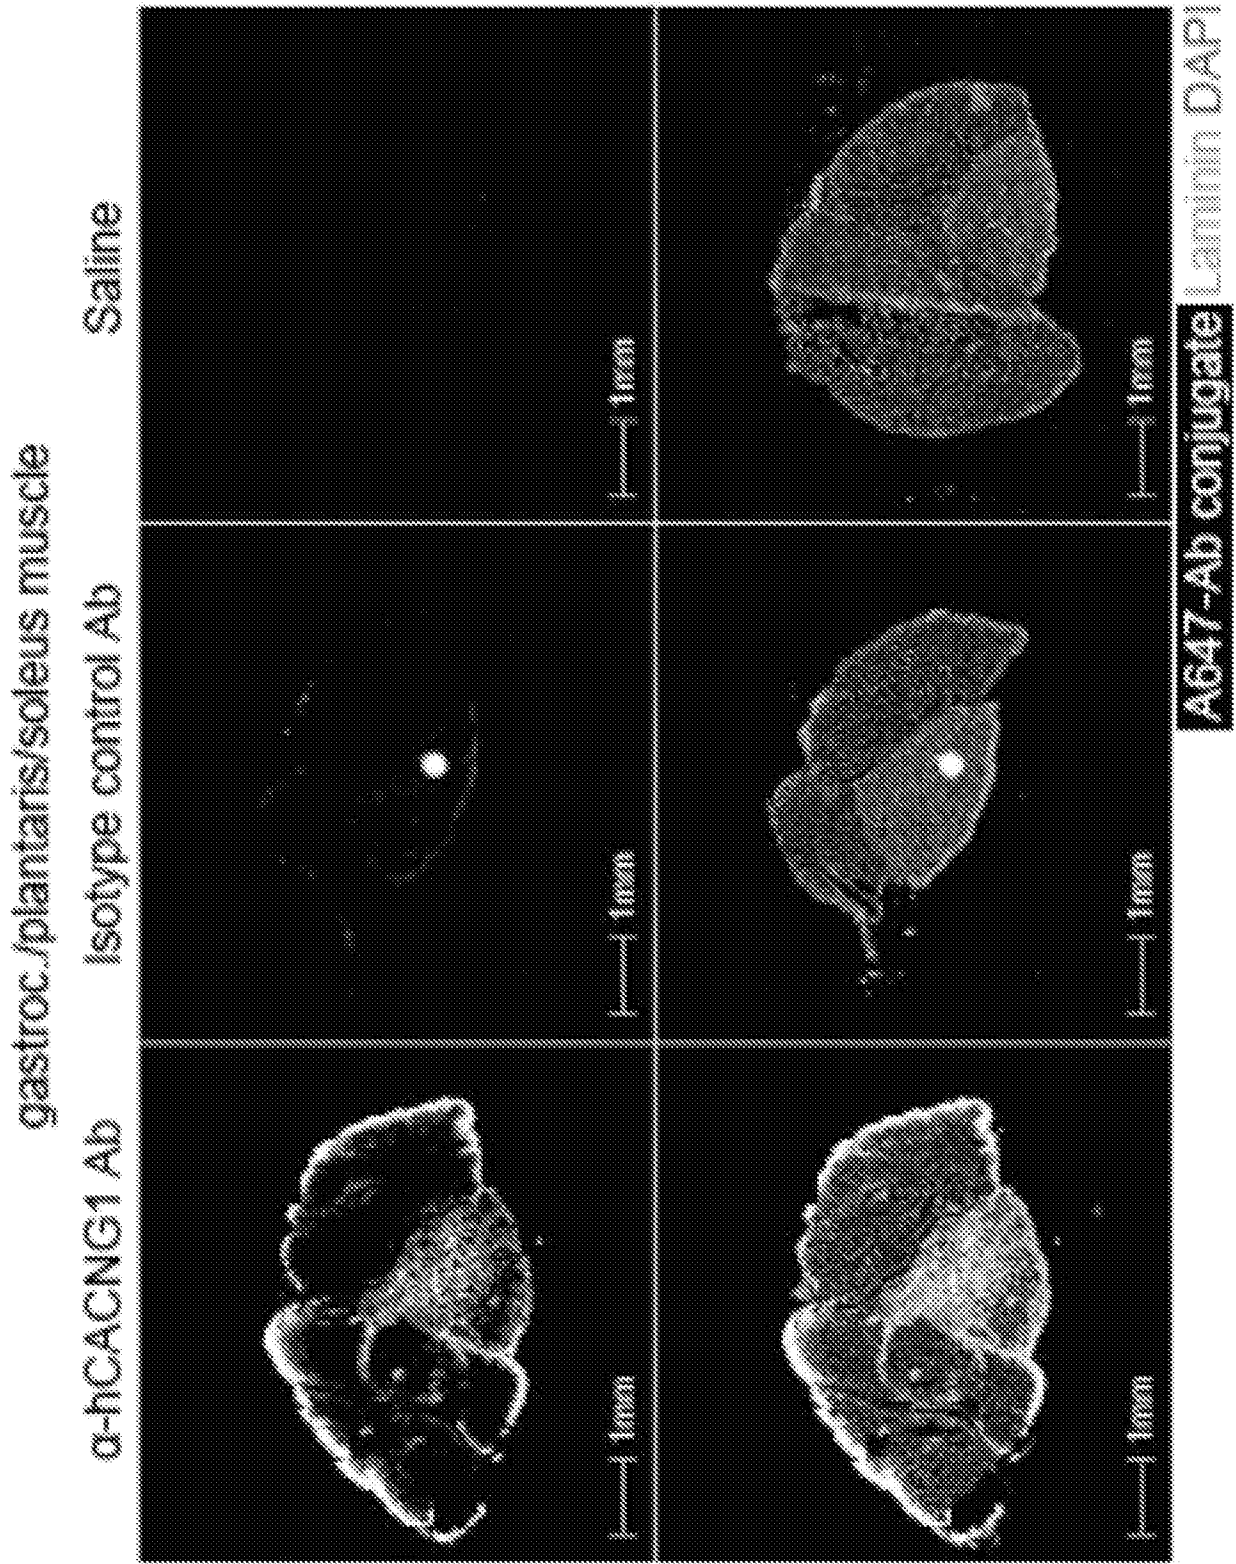 gastroc./plantaris/soleus muscle
α-hCACNG1 Ab
Isotype control Ab
Saline
1mm
1mm
1mm
1mm
1mm
1mm
A647-Ab conjugate Laminin DAPI